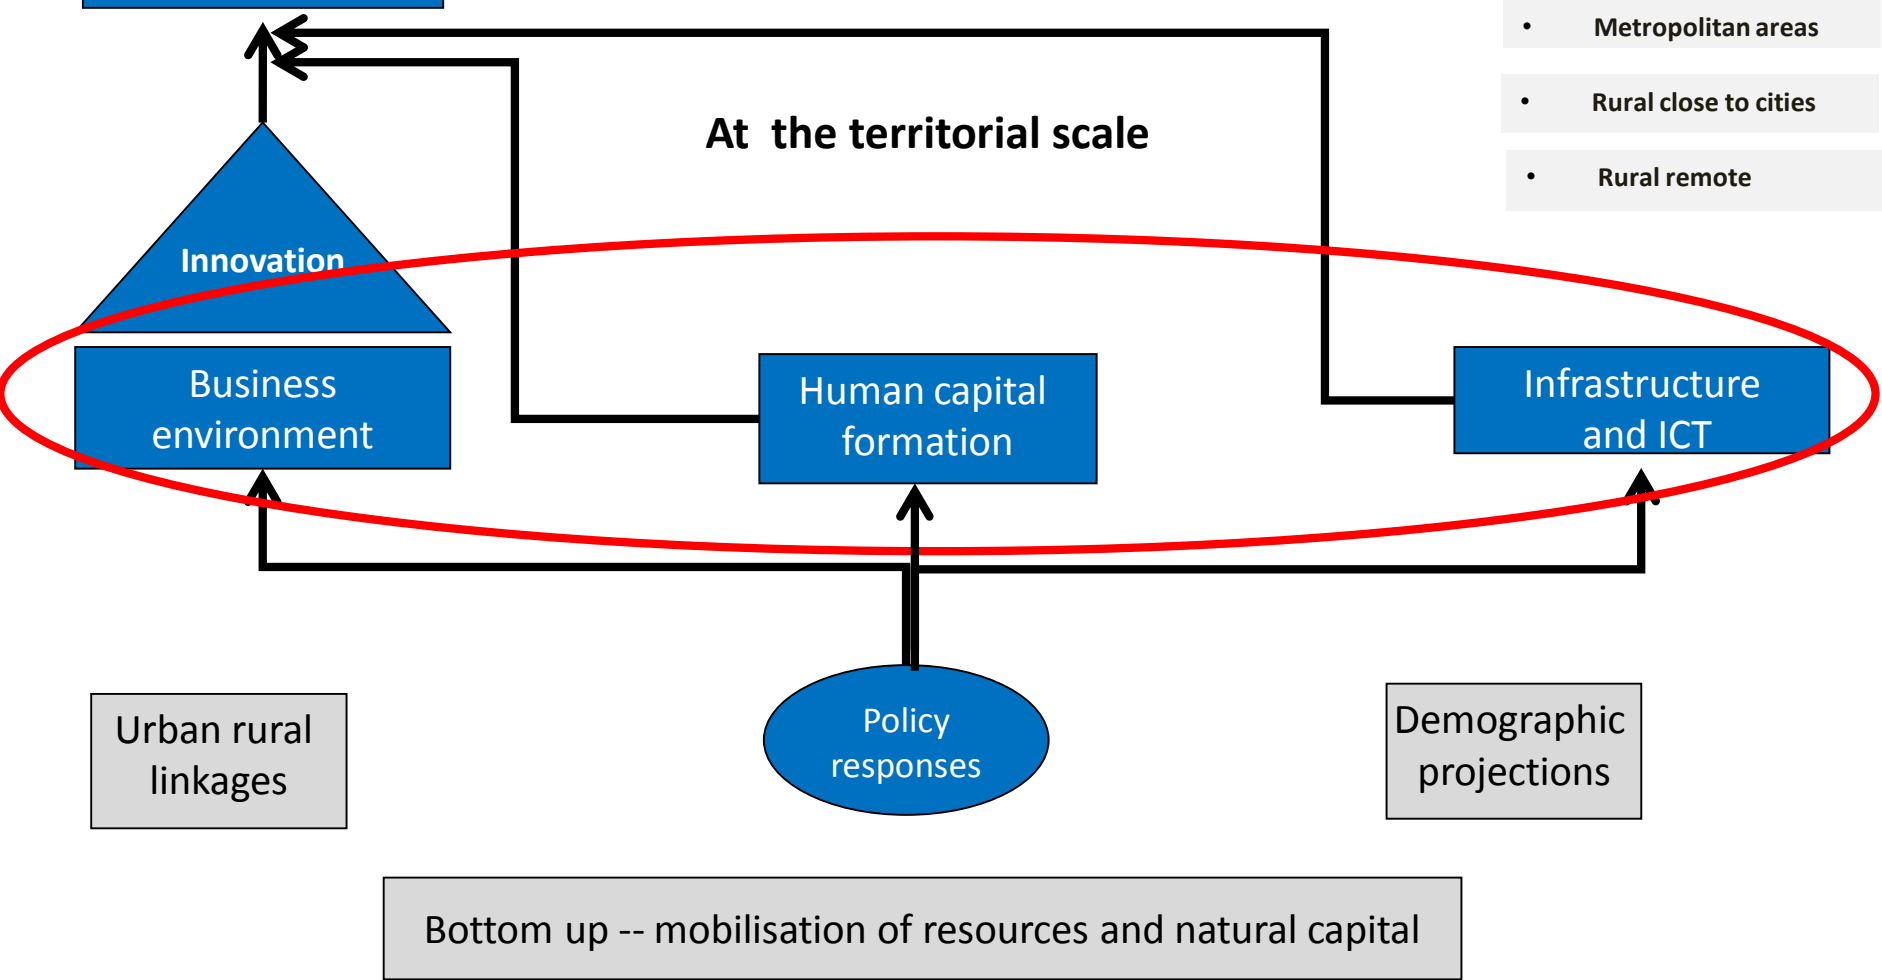 • Metropolitan areas
• Rural close to cities
• Rural remote
At the territorial scale
Innovation
Business
environment
Human capital
formation
Infrastructure
and ICT
Urban rural
linkages
Policy
responses
Demographic
projections
Bottom up -- mobilisation of resources and natural capital